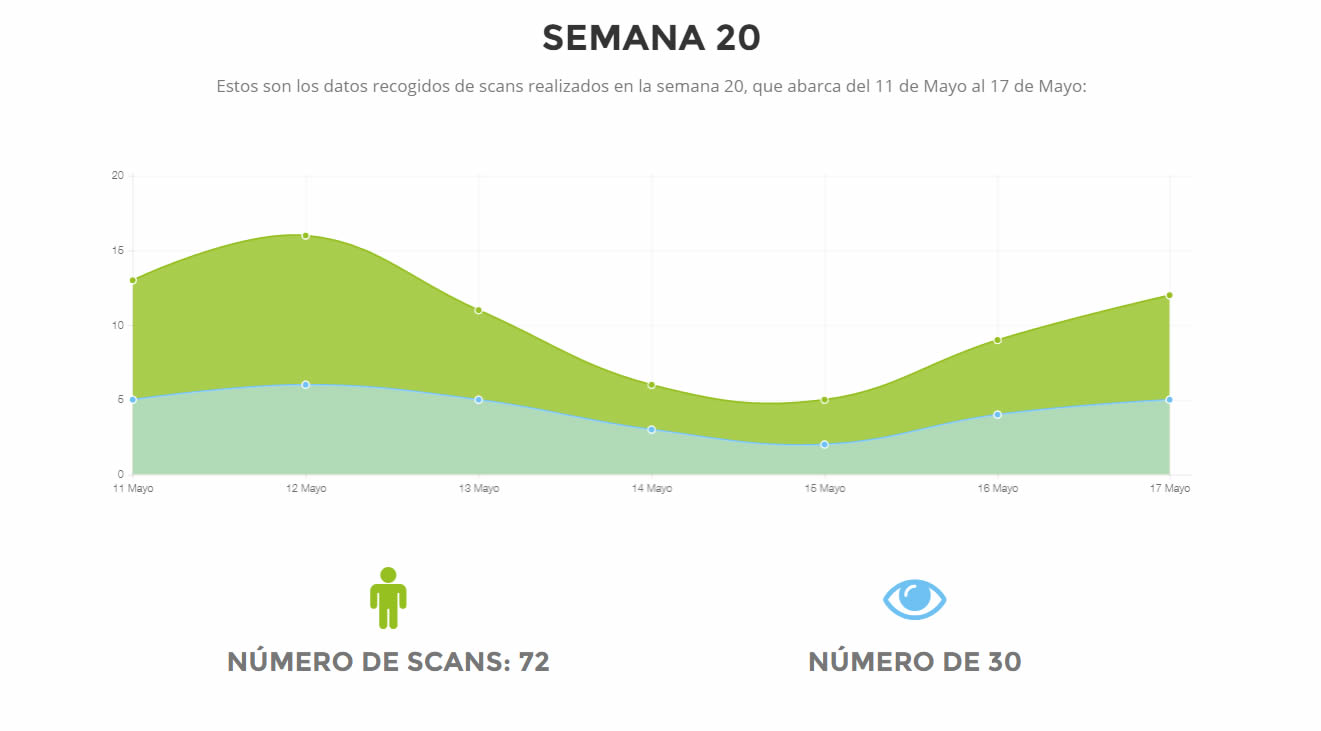 SEMANA 20
Estos son los datos recogidos de scans realizados en la semana 20, que abarca del 11 de Mayo al 17 de Mayo:
20
15
10
5
0
11 Mayo 12 Mayo 13 Mayo 14 Mayo 15 Mayo 16 Mayo 17 Mayo
NÚMERO DE SCANS: 72
NÚMERO DE 30